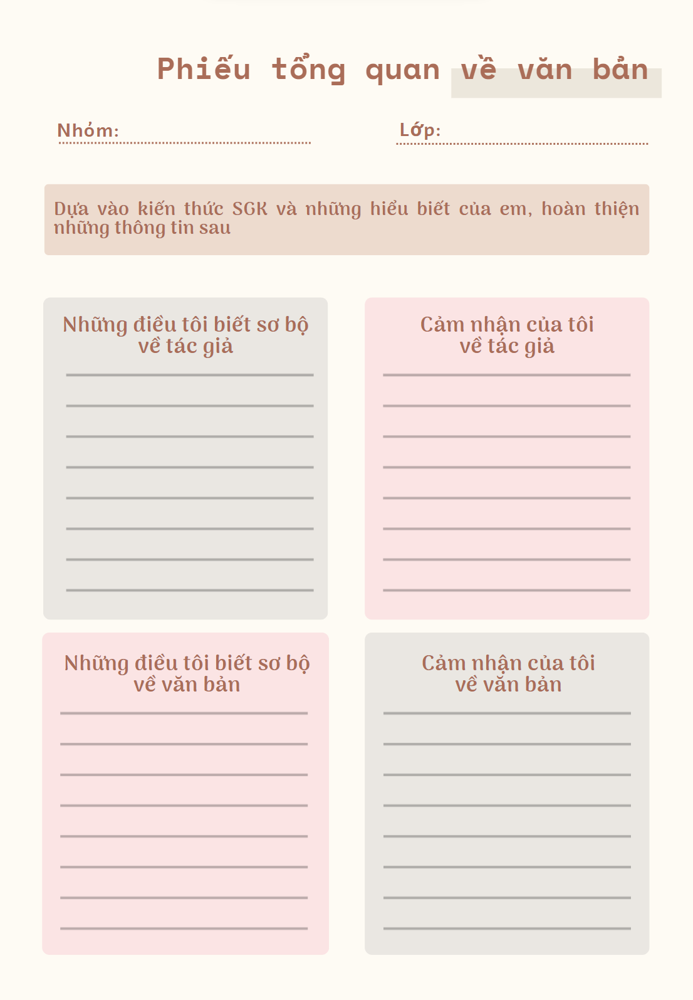 Phiếu tổng quan về văn bản
Nhóm:
Lớp:
Dựa vào kiến thức SGK và những hiểu biết của em, hoàn thiện
những thông tin sau
Những điều tôi biết sơ bộ
về tác giả
Cảm nhận của tôi
về tác giả
Những điều tôi biết sơ bộ
về văn bản
Cảm nhận của tôi
về văn bản